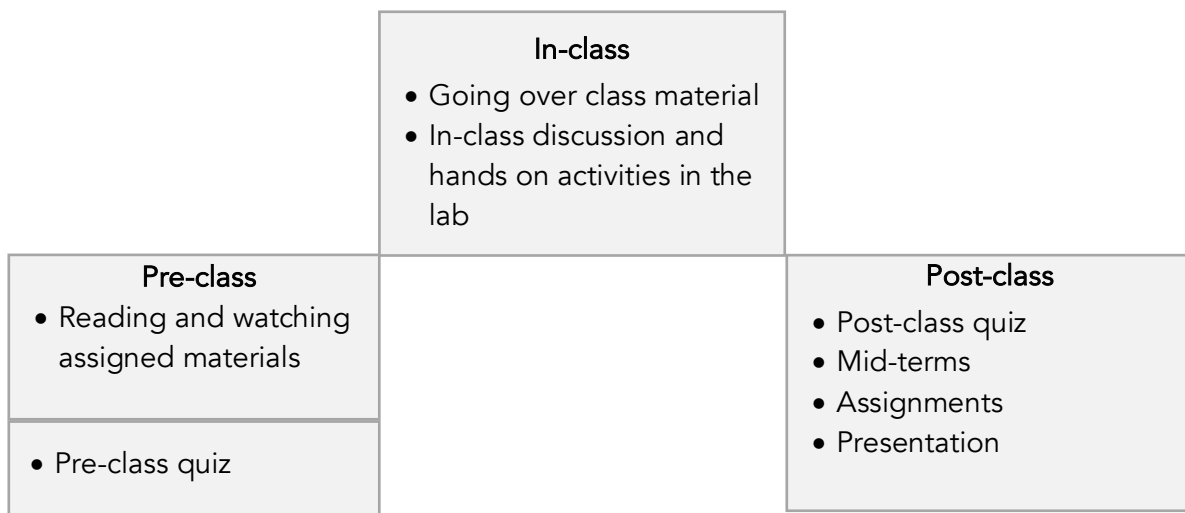 In-class
• Going over class material
• In-class discussion and
hands on activities in the
lab
Pre-class
• Reading and watching
assigned materials
• Pre-class quiz
Post-class
• Post-class quiz
• Mid-terms
• Assignments
• Presentation